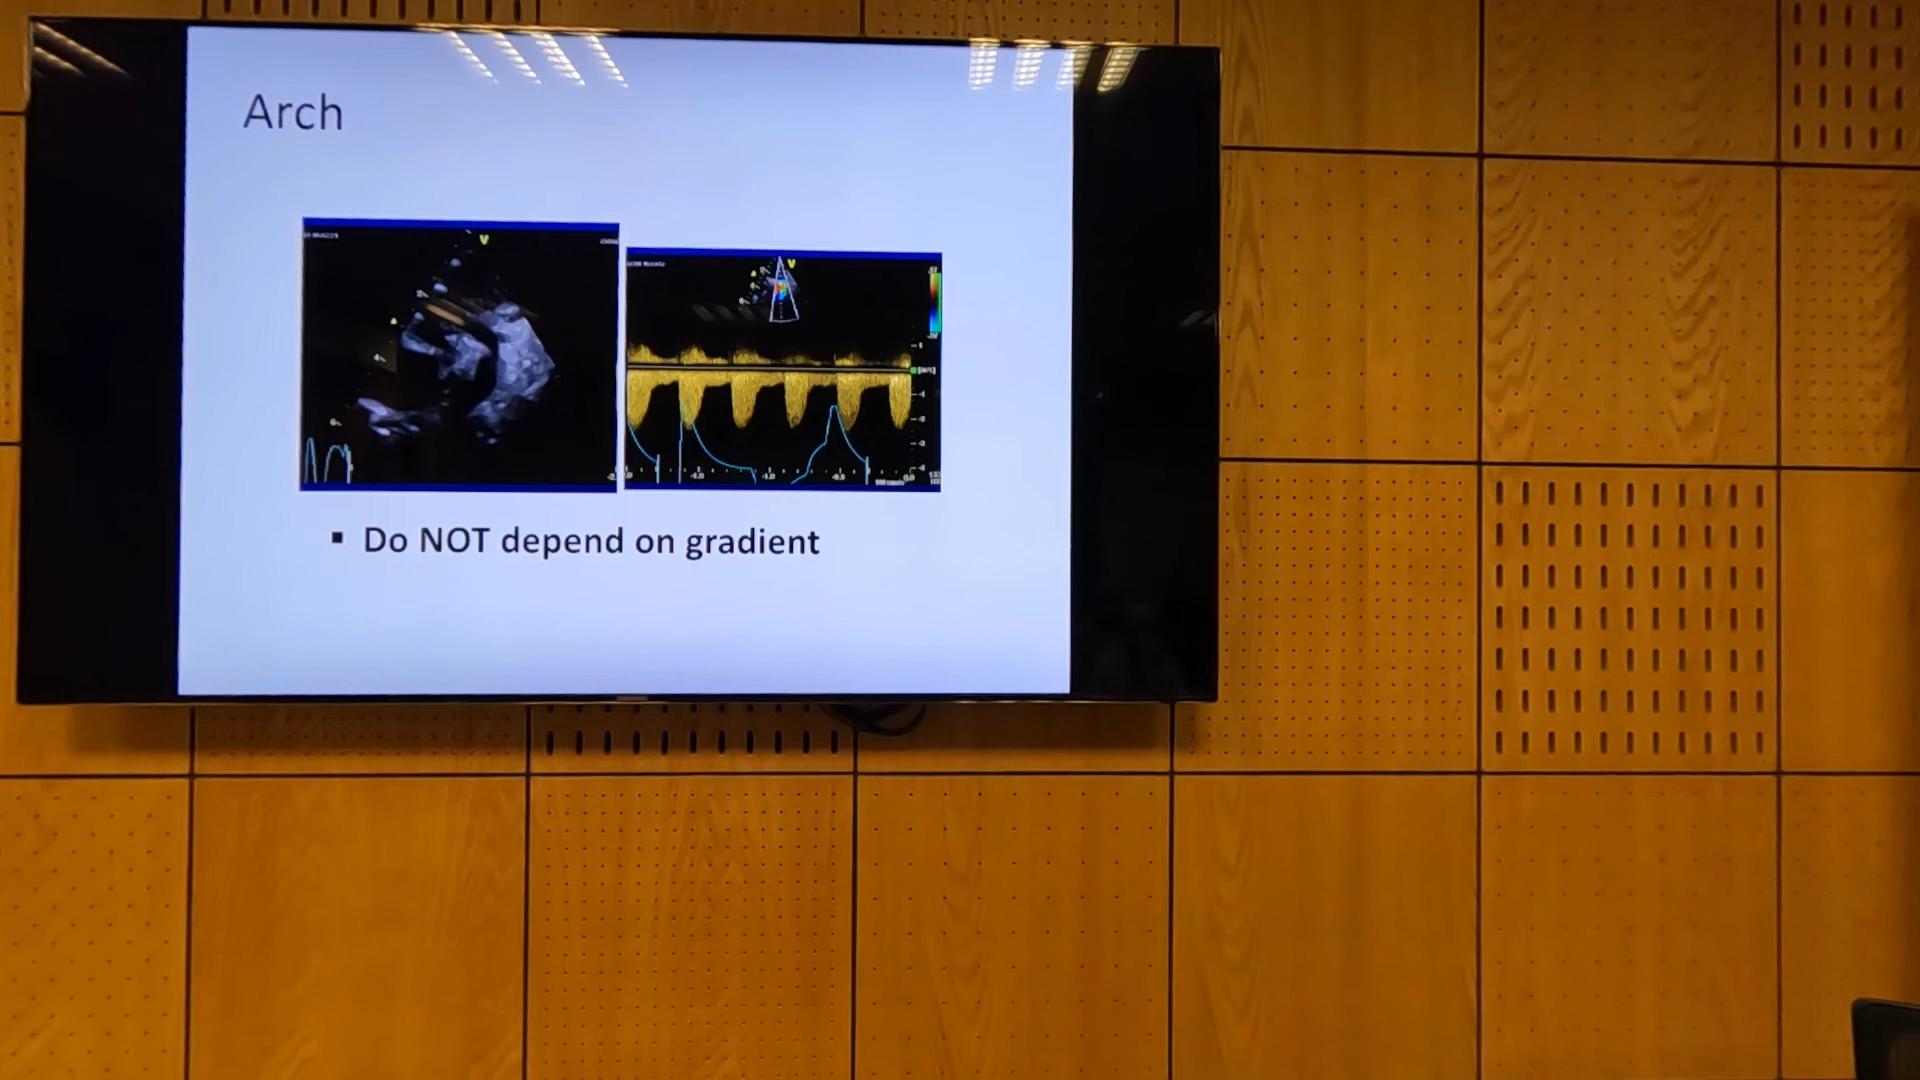 Arch
V
V
▪ Do NOT depend on gradient